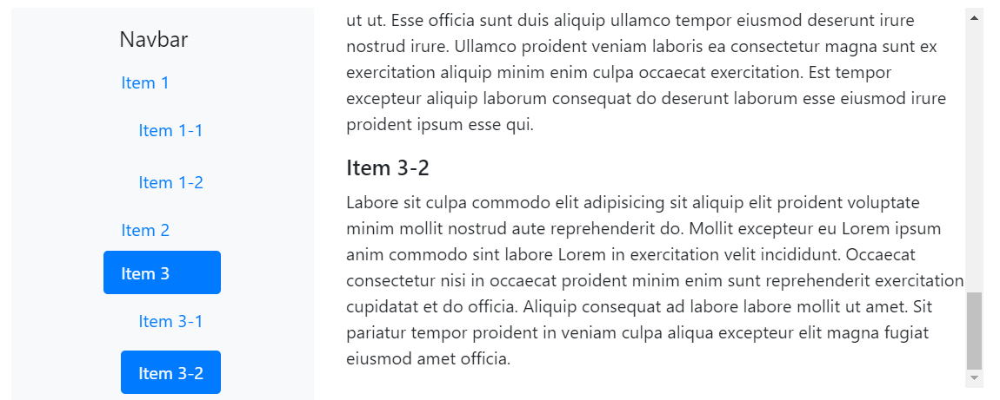 Navbar
Item 1
Item 1-1
Item 1-2
Item 2
Item 3
Item 3-1
Item 3-2
ut ut. Esse officia sunt duis aliquip ullamco tempor eiusmod deserunt irure
nostrud irure. Ullamco proident veniam laboris ea consectetur magna sunt ex
exercitation aliquip minim enim culpa occaecat exercitation. Est tempor
excepteur aliquip laborum consequat do deserunt laborum esse eiusmod irure
proident ipsum esse qui.
Item 3-2
Labore sit culpa commodo elit adipisicing sit aliquip elit proident voluptate
minim mollit nostrud aute reprehenderit do. Mollit excepteur eu Lorem ipsum
anim commodo sint labore Lorem in exercitation velit incididunt. Occaecat
consectetur nisi in occaecat proident minim enim sunt reprehenderit exercitation
cupidatat et do officia. Aliquip consequat ad labore labore mollit ut amet. Sit
pariatur tempor proident in veniam culpa aliqua excepteur elit magna fugiat
eiusmod amet officia.